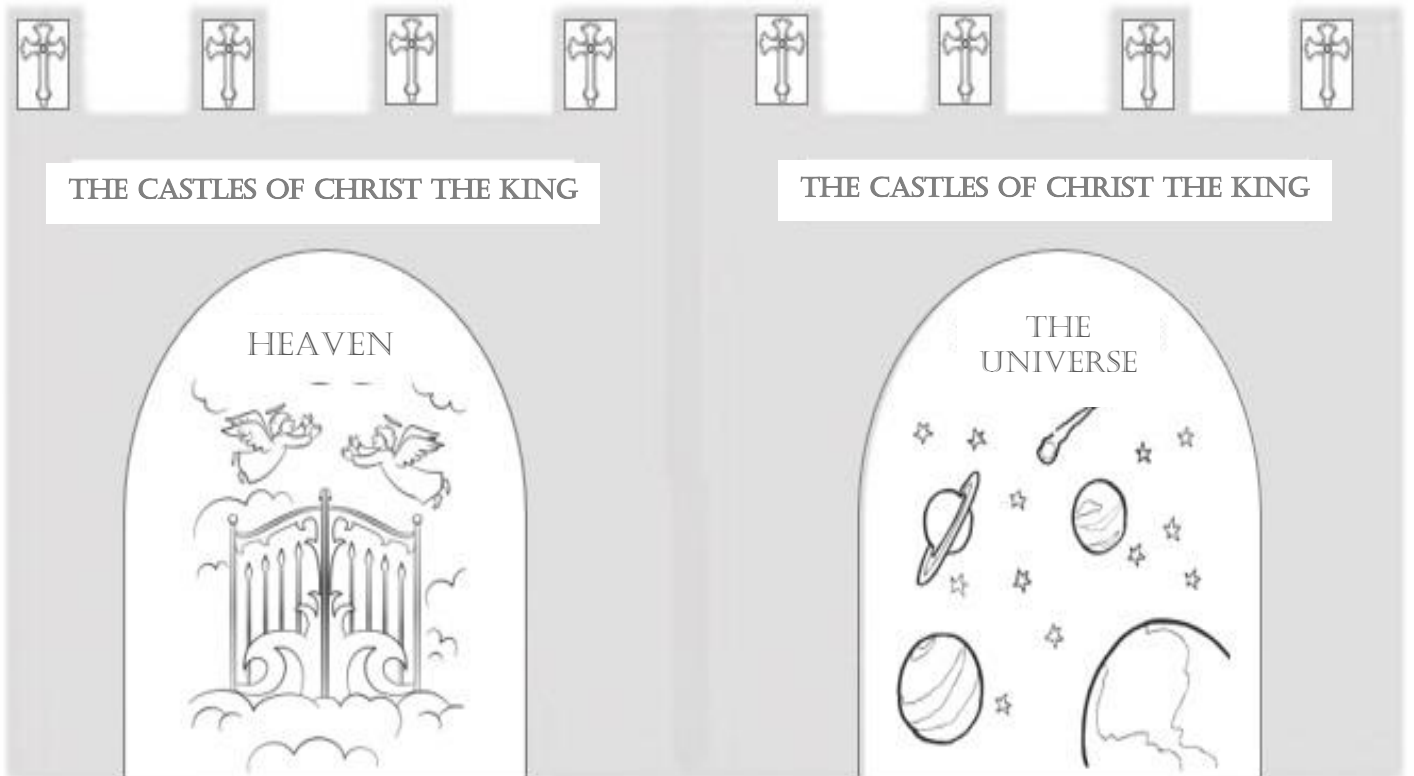 THE CASTLES OF CHRIST THE KING
HEAVEN
THE CASTLES OF CHRIST THE KING
THE
UNIVERSE